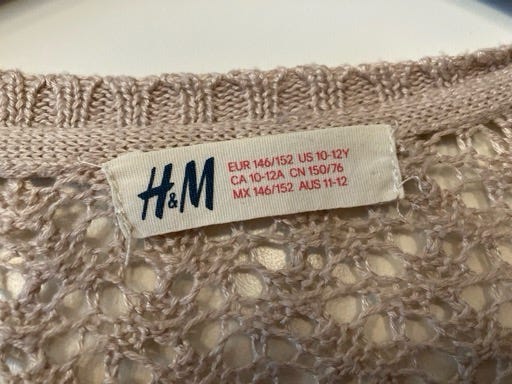 H&M
EUR 146/152 US 10-12Y
CA 10-12A CN 150/76
MX 146/152 AUS 11-12